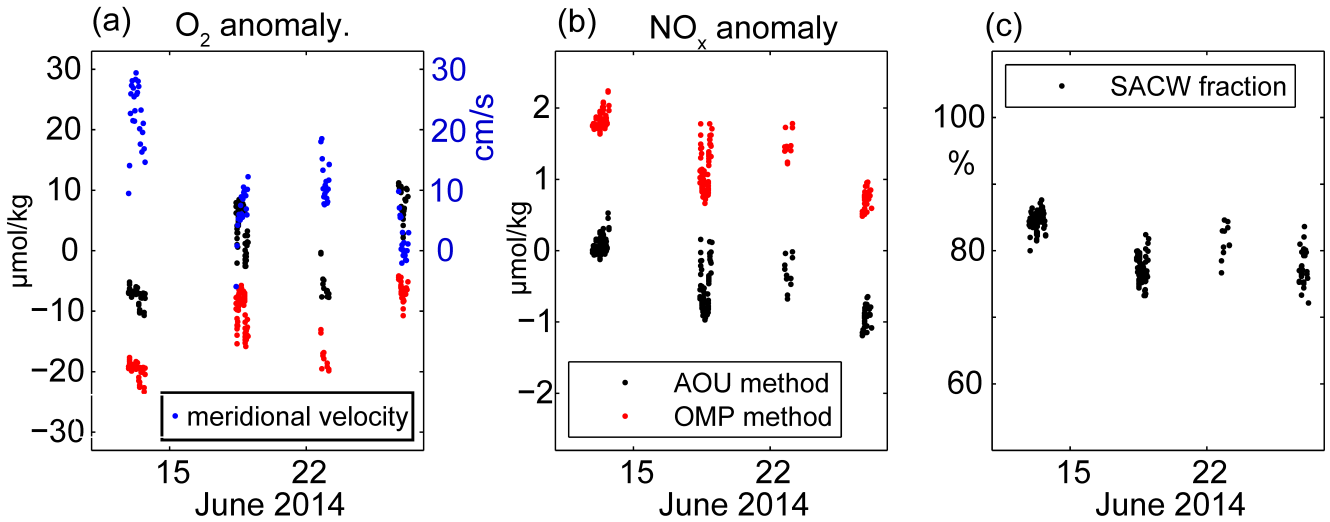 (a) O₂ anomaly.
30
20
10
0
−10
−20
−30
µmol/kg
30
20
10
0
cm/s
meridional velocity
15 22
June 2014
(b) NOₓ anomaly
2
1
0
−1
−2
µmol/kg
AOU method
OMP method
15 22
June 2014
(c)
SACW fraction
100
%
80
60
15 22
June 2014